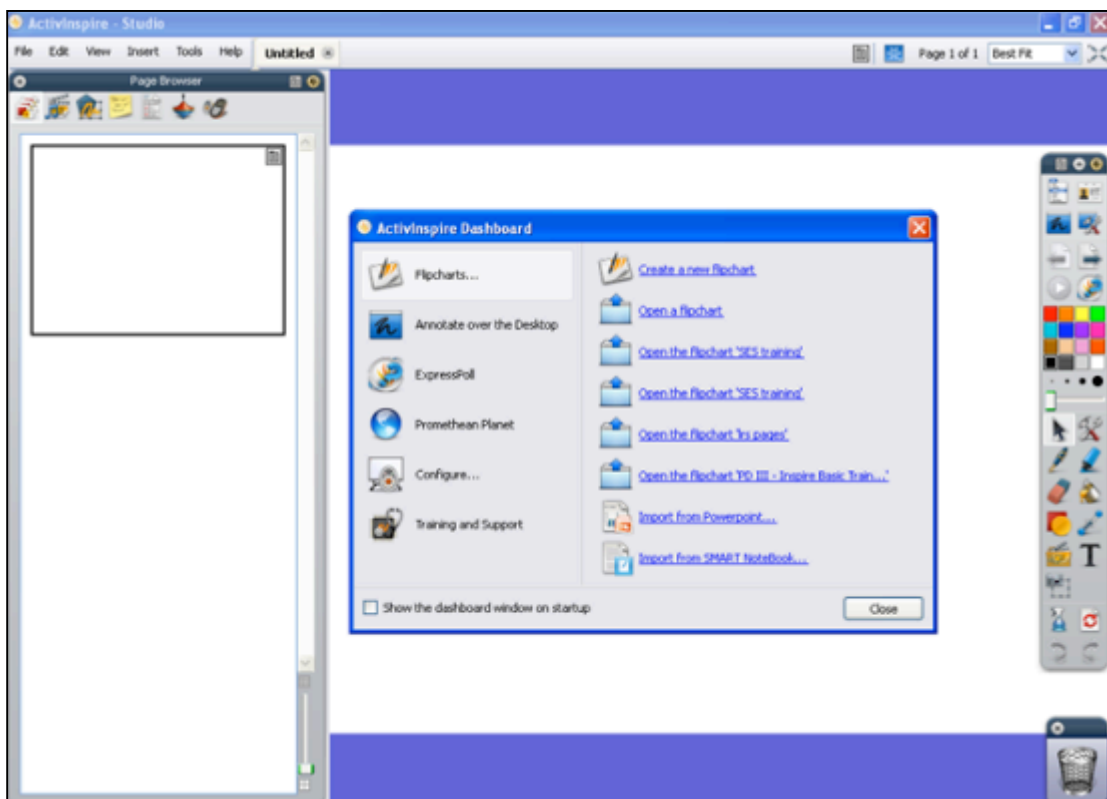 ActivInspire - Studio
File Edit View Insert Tools Help Untitled
Page 1 of 1 Best Fit
Page Browser
ActivInspire Dashboard
Flipcharts...
Annotate over the Desktop
ExpressPoll
Promethean Planet
Configure...
Training and Support
Create a new flipchart
Open a flipchart
Open the flipchart 'SES training'
Open the flipchart 'SES training'
Open the flipchart 'lrs pages'
Open the flipchart 'PD III - Inspire Basic Train...'
Import from Powerpoint...
Import from SMART NoteBook...
Show the dashboard window on startup
Close
T